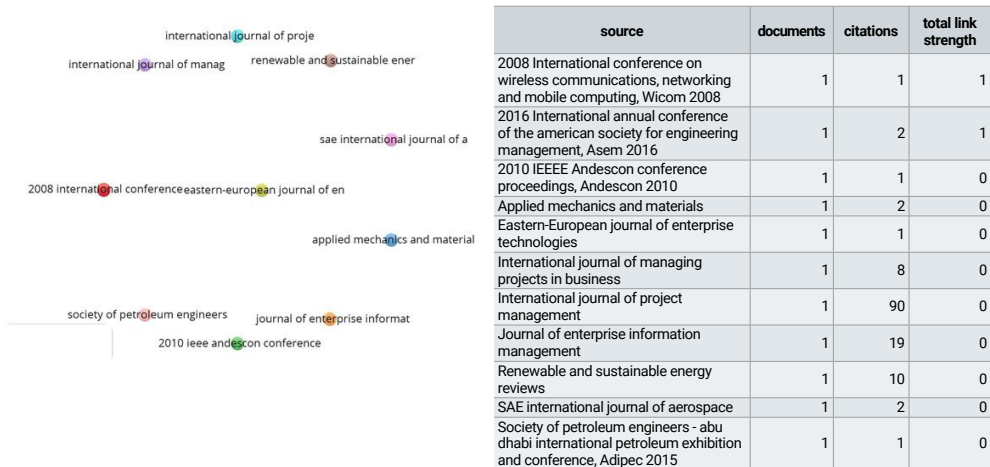 international journal of proje
international journal of manag
renewable and sustainable ener
sae international journal of a
2008 international conference
eastern-european journal of en
applied mechanics and material
society of petroleum engineers
journal of enterprise informat
2010 ieee andescon conference
source documents citations total link
strength
2008 International conference on
wireless communications, networking
and mobile computing, Wicom 2008
1 1 1
2016 International annual conference
of the american society for engineering
management, Asem 2016
1 2 1
2010 IEEEE Andescon conference
proceedings, Andescon 2010
1 1 0
Applied mechanics and materials 1 2 0
Eastern-European journal of enterprise
technologies
1 1 0
International journal of managing
projects in business
1 8 0
International journal of project
management
1 90 0
Journal of enterprise information
management
1 19 0
Renewable and sustainable energy
reviews
1 10 0
SAE international journal of aerospace 1 2 0
Society of petroleum engineers - abu
dhabi international petroleum exhibition
and conference, Adipec 2015
1 1 0